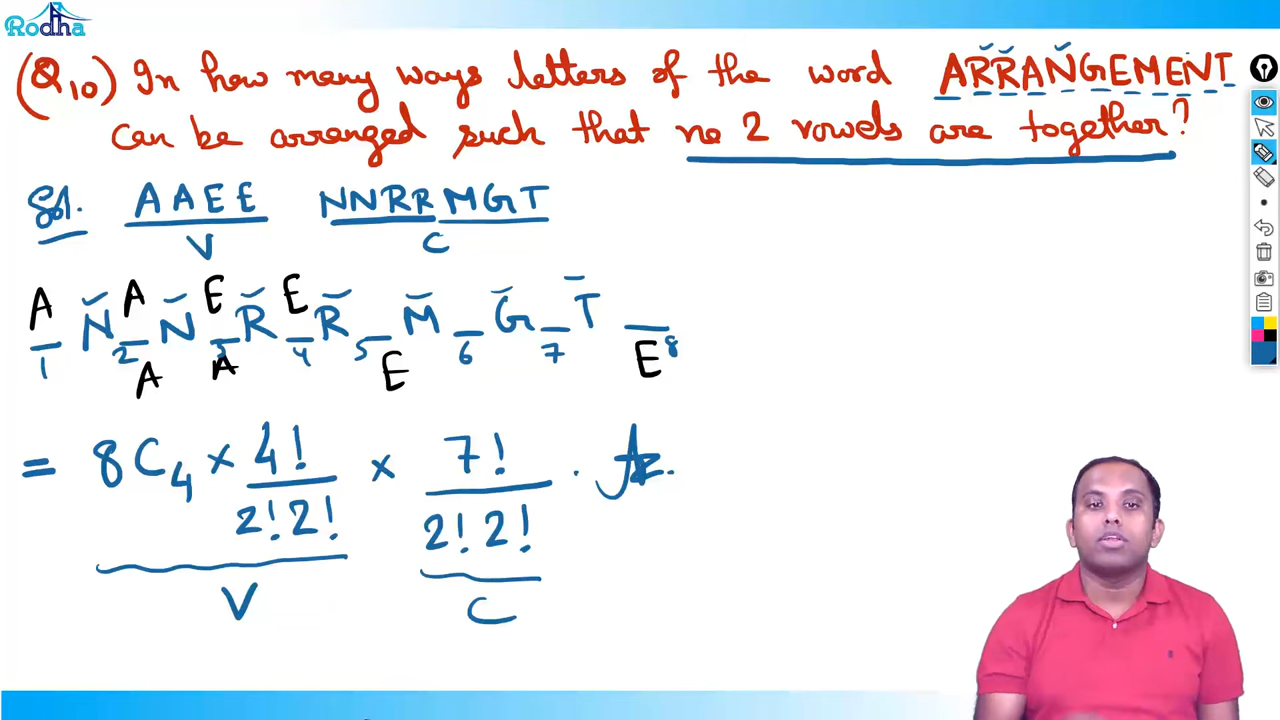 Rodha
(Q10) In how many ways letters of the word ARRANGEMENT
can be arranged such that no 2 vowels are together?
Sol. AAEE NNRRMGT
V C
A A E E
_ N _ N _ R _ R _ M _ G _ T _
1 2 3 4 5 6 7 8
A A E E
= 8C4 × 4!/2!2! × 7!/2!2! .
V C